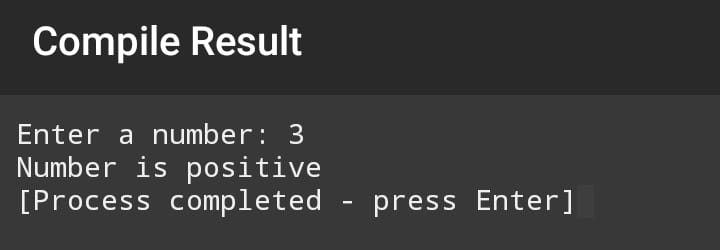 Compile Result
Enter a number: 3
Number is positive
[Process completed - press Enter]